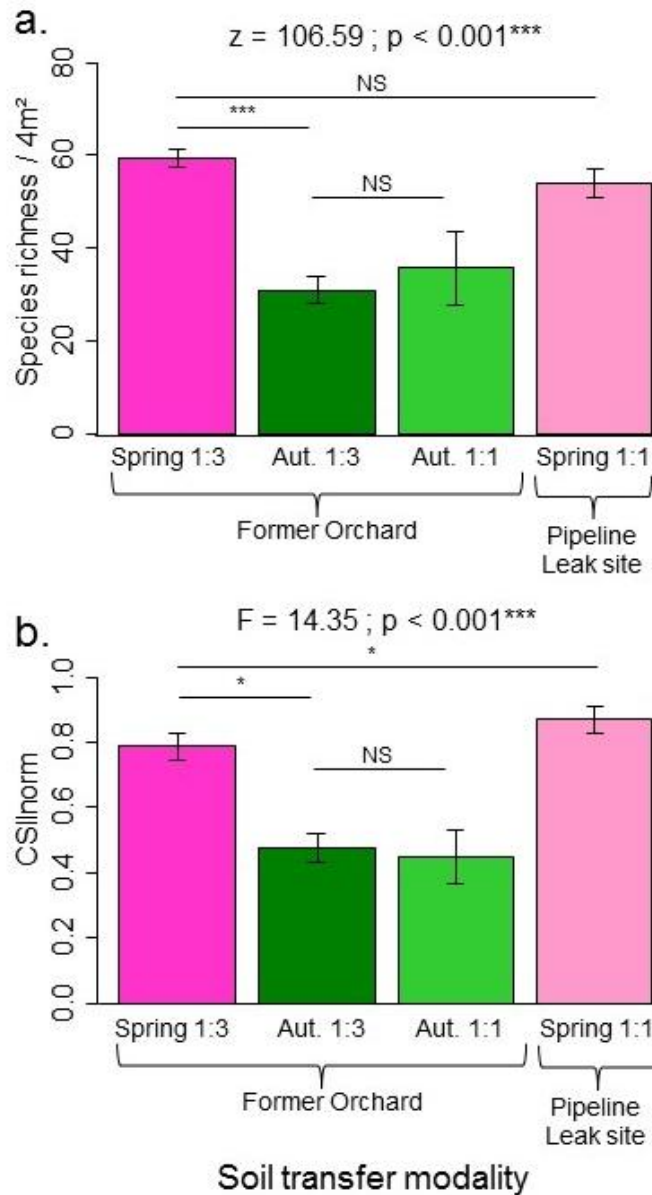 a.
z = 106.59 ; p < 0.001***
Species richness / 4m²
80
60
40
20
0
NS
***
NS
Spring 1:3 Aut. 1:3 Aut. 1:1 Spring 1:1
Former Orchard
Pipeline
Leak site
b.
F = 14.35 ; p < 0.001***
CSIInorm
1.0
0.8
0.6
0.4
0.2
0.0
*
*
NS
Spring 1:3 Aut. 1:3 Aut. 1:1 Spring 1:1
Former Orchard
Pipeline
Leak site
Soil transfer modality